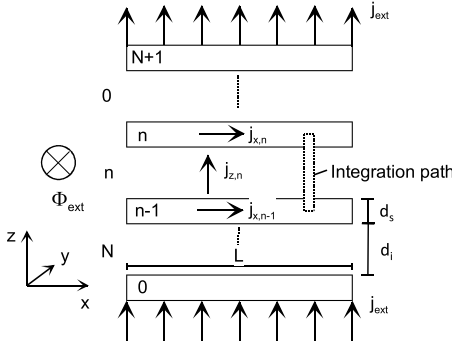 j_ext
N+1
0
n
j_x,n
j_z,n
n
Integration path
Φ_ext
n-1
j_x,n-1
d_s
z
y
N
L
d_i
x
0
j_ext